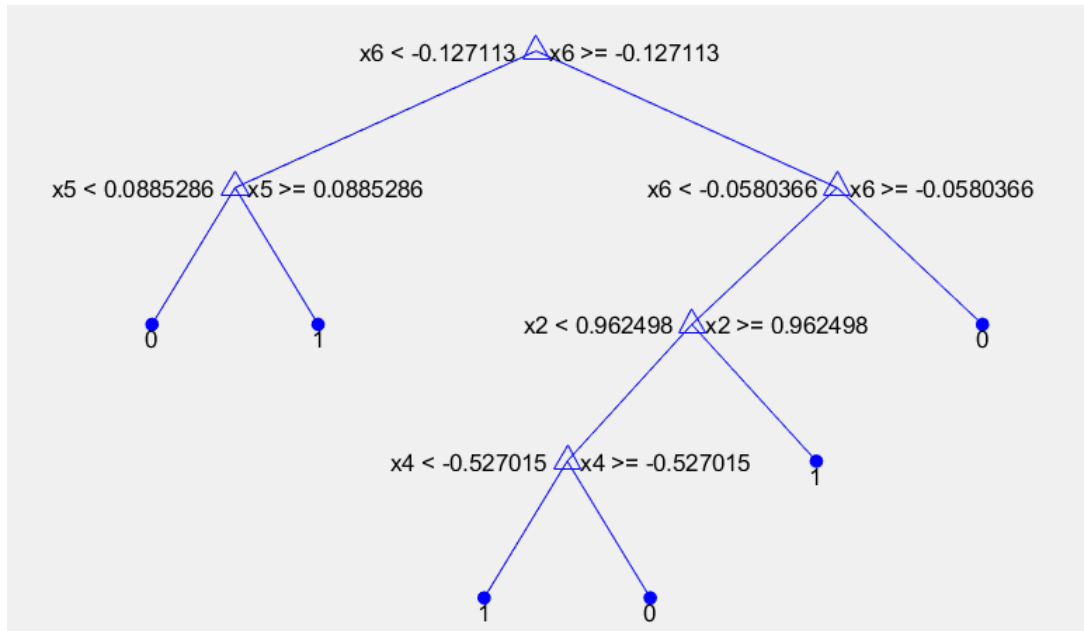 x6 < -0.127113 x6 >= -0.127113
x5 < 0.0885286 x5 >= 0.0885286
x6 < -0.0580366 x6 >= -0.0580366
0
1
x2 < 0.962498 x2 >= 0.962498
0
x4 < -0.527015 x4 >= -0.527015
1
1
0